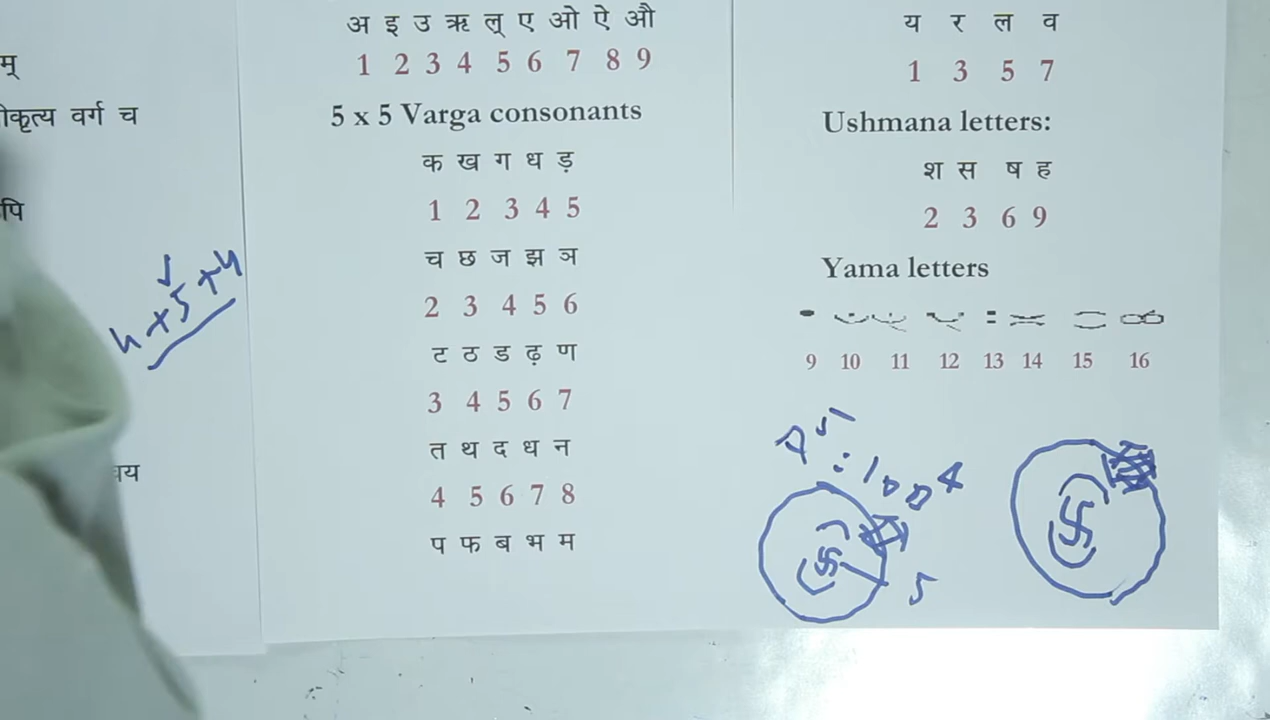 म्
ीकृत्य वर्ग च
पि
4+5+4
वय
अ इ उ ऋ लृ ए ओ ऐ औ
1 2 3 4 5 6 7 8 9
5 x 5 Varga consonants
क ख ग ध ड़
1 2 3 4 5
च छ ज झ ञ
2 3 4 5 6
ट ठ ड ढ़ ण
3 4 5 6 7
त थ द ध न
4 5 6 7 8
प फ ब भ म
य र ल व
1 3 5 7
Ushmana letters:
श स ष ह
2 3 6 9
Yama letters
9 10 11 12 13 14 15 16
5